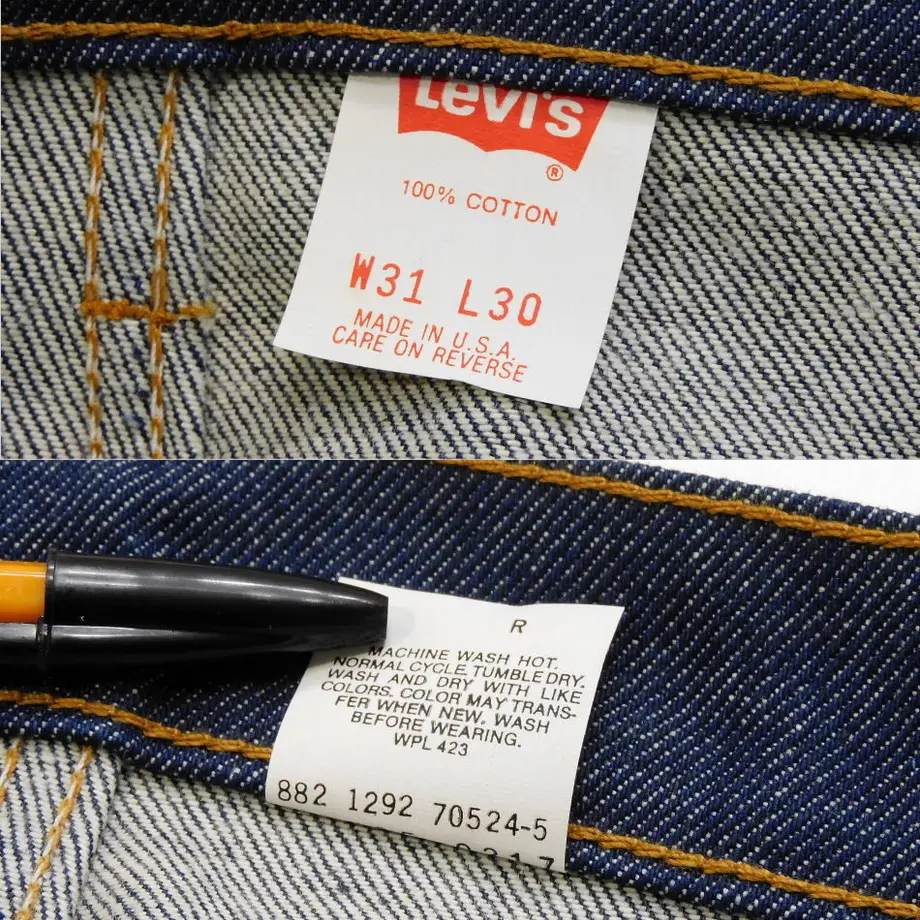 Levi's
®
100% COTTON
W31 L30
MADE IN U.S.A.
CARE ON REVERSE
R
MACHINE WASH HOT.
NORMAL CYCLE. TUMBLE DRY.
WASH AND DRY WITH LIKE
COLORS. COLOR MAY TRANS-
FER WHEN NEW. WASH
BEFORE WEARING.
WPL 423
882 1292 70524-5